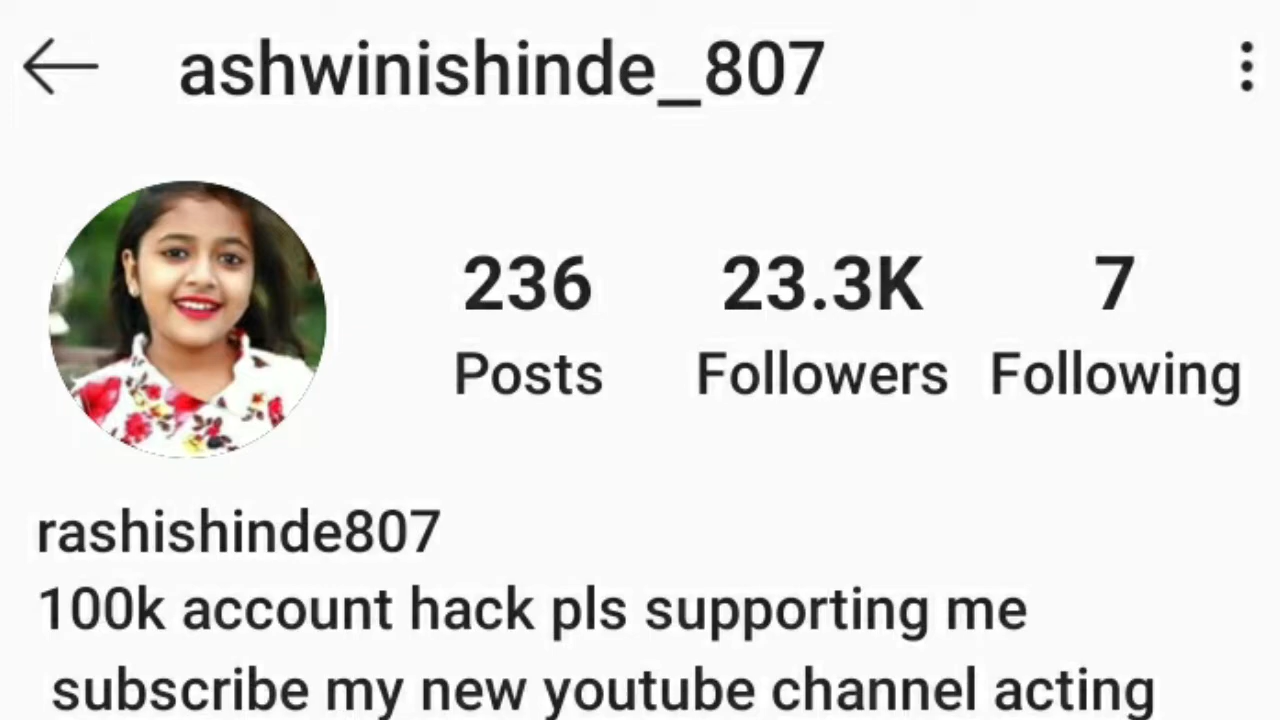 ashwinishinde_807
236 23.3K 7
Posts Followers Following
rashishinde807
100k account hack pls supporting me
subscribe my new youtube channel acting